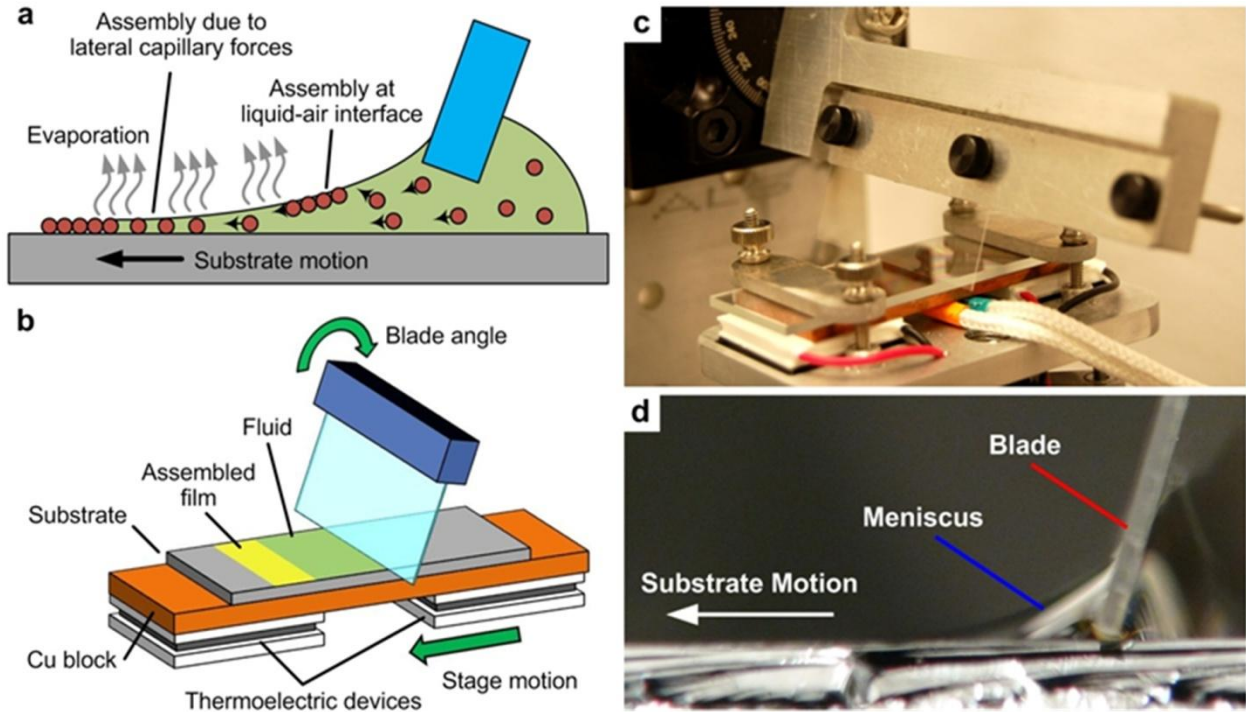 a
Assembly due to
lateral capillary forces
Assembly at
liquid-air interface
Evaporation
Substrate motion
b
Blade angle
Fluid
Assembled
film
Substrate
Cu block
Thermoelectric devices
Stage motion
c
d
Blade
Meniscus
Substrate Motion